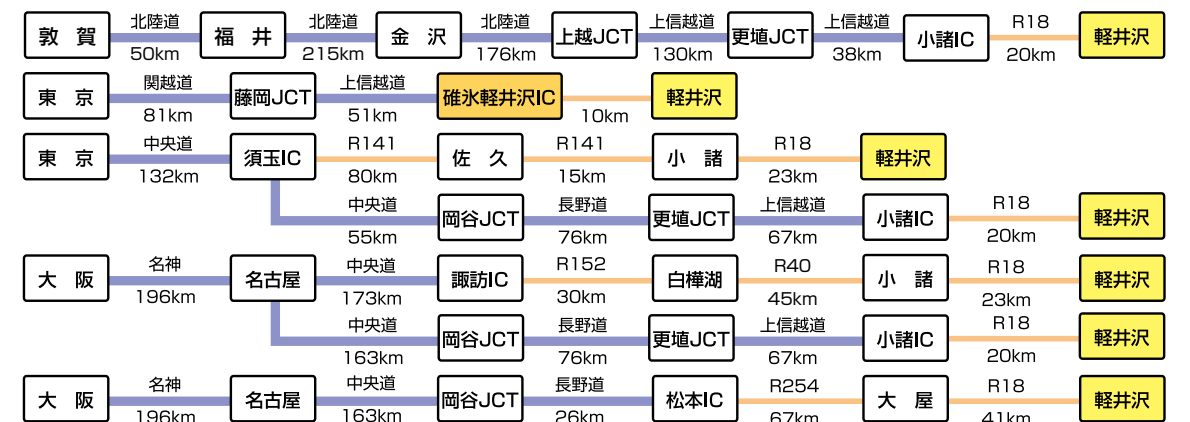 北陸道 北陸道 北陸道 上信越道 上信越道 R18
敦賀 福井 金沢 上越JCT 更埴JCT 小諸IC 軽井沢
50km 215km 176km 130km 38km 20km
関越道 上信越道
東京 藤岡JCT 碓氷軽井沢IC 軽井沢
81km 51km 10km
中央道 R141 R141 R18
東京 須玉IC 佐久 小諸 軽井沢
132km 80km 15km 23km
中央道 長野道 上信越道 R18
岡谷JCT 更埴JCT 小諸IC 軽井沢
55km 76km 67km 20km
名神 中央道 R152 R40 R18
大阪 名古屋 諏訪IC 白樺湖 小諸 軽井沢
196km 173km 30km 45km 23km
中央道 長野道 上信越道 R18
岡谷JCT 更埴JCT 小諸IC 軽井沢
163km 76km 67km 20km
名神 中央道 長野道 R254 R18
大阪 名古屋 岡谷JCT 松本IC 大屋 軽井沢
196km 163km 26km 67km 41km